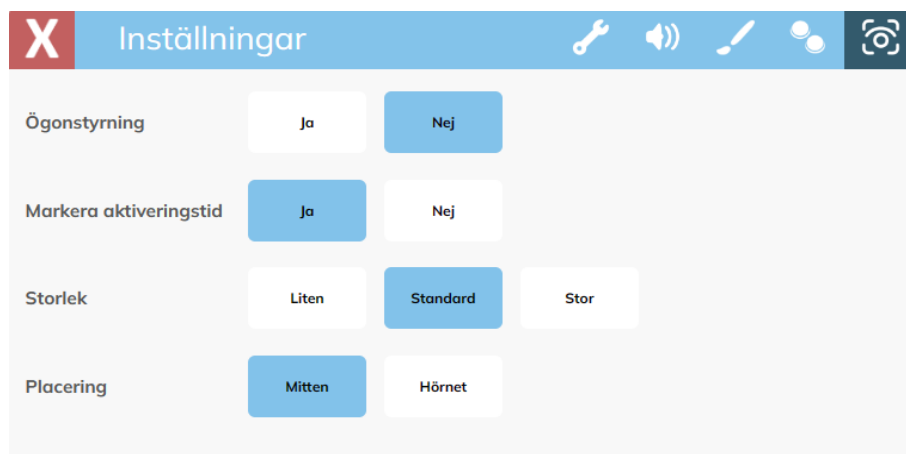 X Inställningar
Ögonstyrning Ja Nej
Markera aktiveringstid Ja Nej
Storlek Liten Standard Stor
Placering Mitten Hörnet